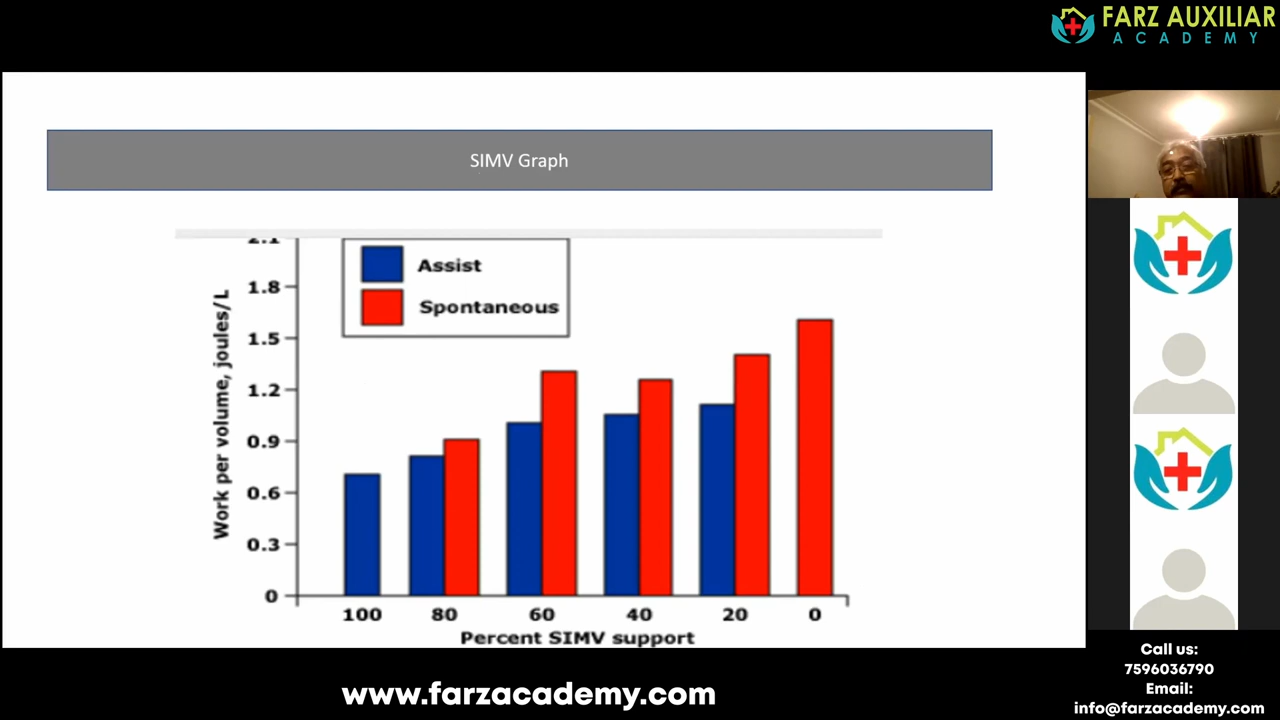 FARZ AUXILIAR
ACADEMY
SIMV Graph
2.1
Assist
1.8
Spontaneous
1.5
1.2
0.9
0.6
0.3
0
Work per volume, joules/L
100 80 60 40 20 0
Percent SIMV support
www.farzacademy.com
Call us:
7596036790
Email:
info@farzacademy.com